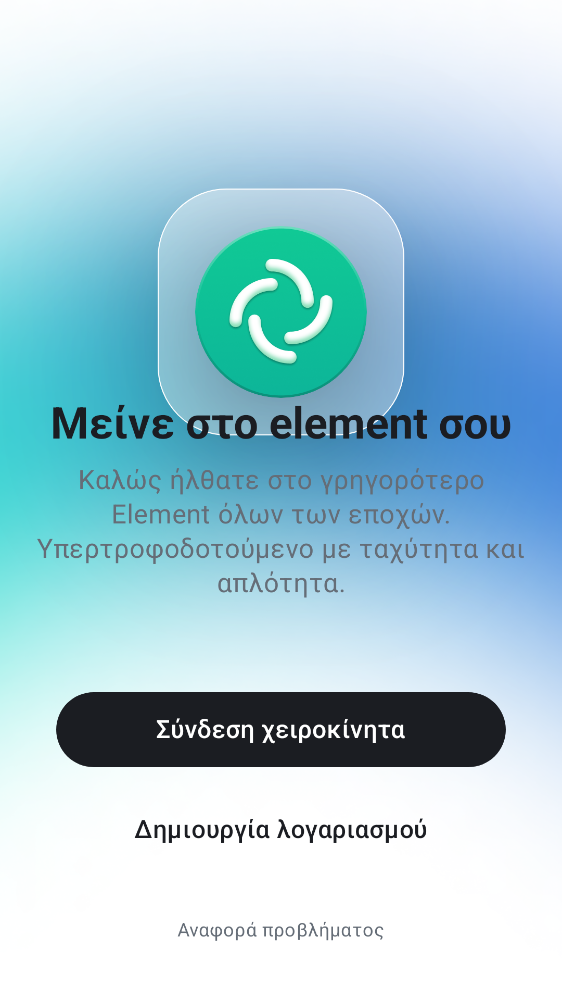 Μείνε στο element σου
Καλώς ήλθατε στο γρηγορότερο
Element όλων των εποχών.
Υπερτροφοδοτούμενο με ταχύτητα και
απλότητα.
Σύνδεση χειροκίνητα
Δημιουργία λογαριασμού
Αναφορά προβλήματος